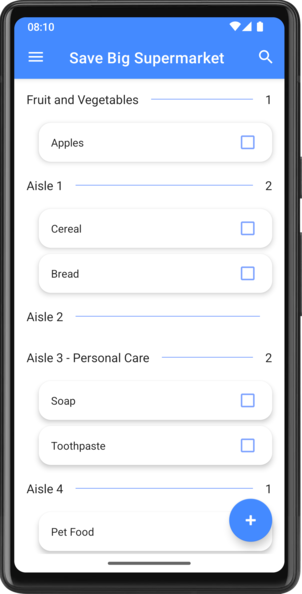 08:10
Save Big Supermarket
Fruit and Vegetables 1
Apples
Aisle 1 2
Cereal
Bread
Aisle 2
Aisle 3 - Personal Care 2
Soap
Toothpaste
Aisle 4 1
+
Pet Food